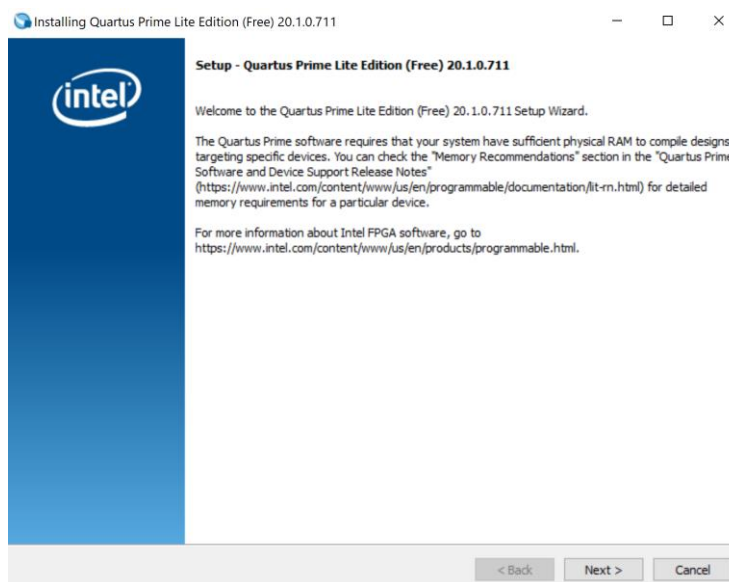 Installing Quartus Prime Lite Edition (Free) 20.1.0.711
intel
Setup - Quartus Prime Lite Edition (Free) 20.1.0.711
Welcome to the Quartus Prime Lite Edition (Free) 20.1.0.711 Setup Wizard.
The Quartus Prime software requires that your system have sufficient physical RAM to compile designs
targeting specific devices. You can check the "Memory Recommendations" section in the "Quartus Prime
Software and Device Support Release Notes"
(https://www.intel.com/content/www/us/en/programmable/documentation/lit-rn.html) for detailed
memory requirements for a particular device.
For more information about Intel FPGA software, go to
https://www.intel.com/content/www/us/en/products/programmable.html.
< Back Next > Cancel